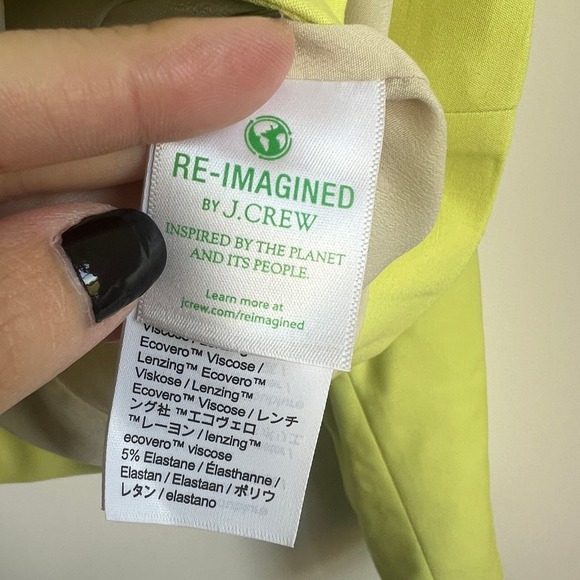 RE-IMAGINED
BY J.CREW
INSPIRED BY THE PLANET
AND ITS PEOPLE.
Learn more at
jcrew.com/reimagined
Ecovero™ Viscose /
Lenzing™ Ecovero™
Viskose / Lenzing™
Ecovero™ Viscose / レンチ
ング社 ™エコヴェロ
™レーヨン / lenzing™
ecovero™ viscose
5% Elastane / Élasthanne /
Elastan / Elastaan / ポリウ
レタン / elastano